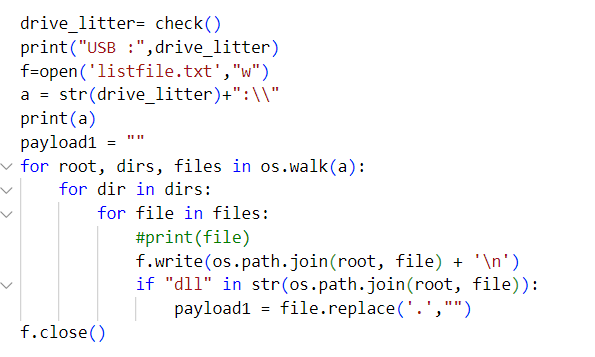 drive_litter= check()
print("USB :",drive_litter)
f=open('listfile.txt',"w")
a = str(drive_litter)+":\\"
print(a)
payload1 = ""
for root, dirs, files in os.walk(a):
    for dir in dirs:
        for file in files:
            #print(file)
            f.write(os.path.join(root, file) + '\n')
            if "dll" in str(os.path.join(root, file)):
                payload1 = file.replace('.',"")
f.close()